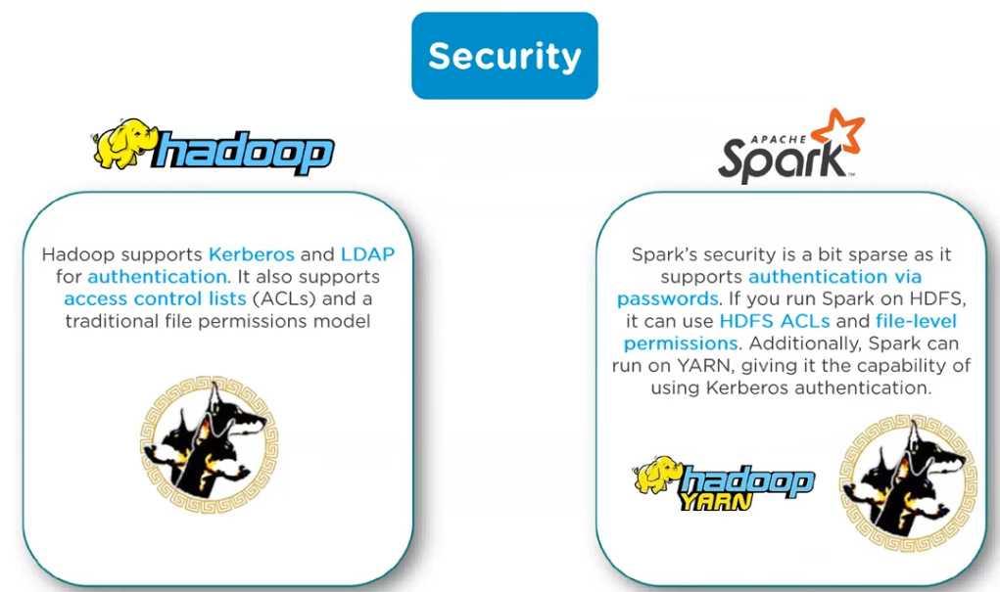 Security
hadoop
Hadoop supports Kerberos and LDAP
for authentication. It also supports
access control lists (ACLs) and a
traditional file permissions model
APACHE
Spark™
Spark's security is a bit sparse as it
supports authentication via
passwords. If you run Spark on HDFS,
it can use HDFS ACLs and file-level
permissions. Additionally, Spark can
run on YARN, giving it the capability of
using Kerberos authentication.
hadoop
YARN